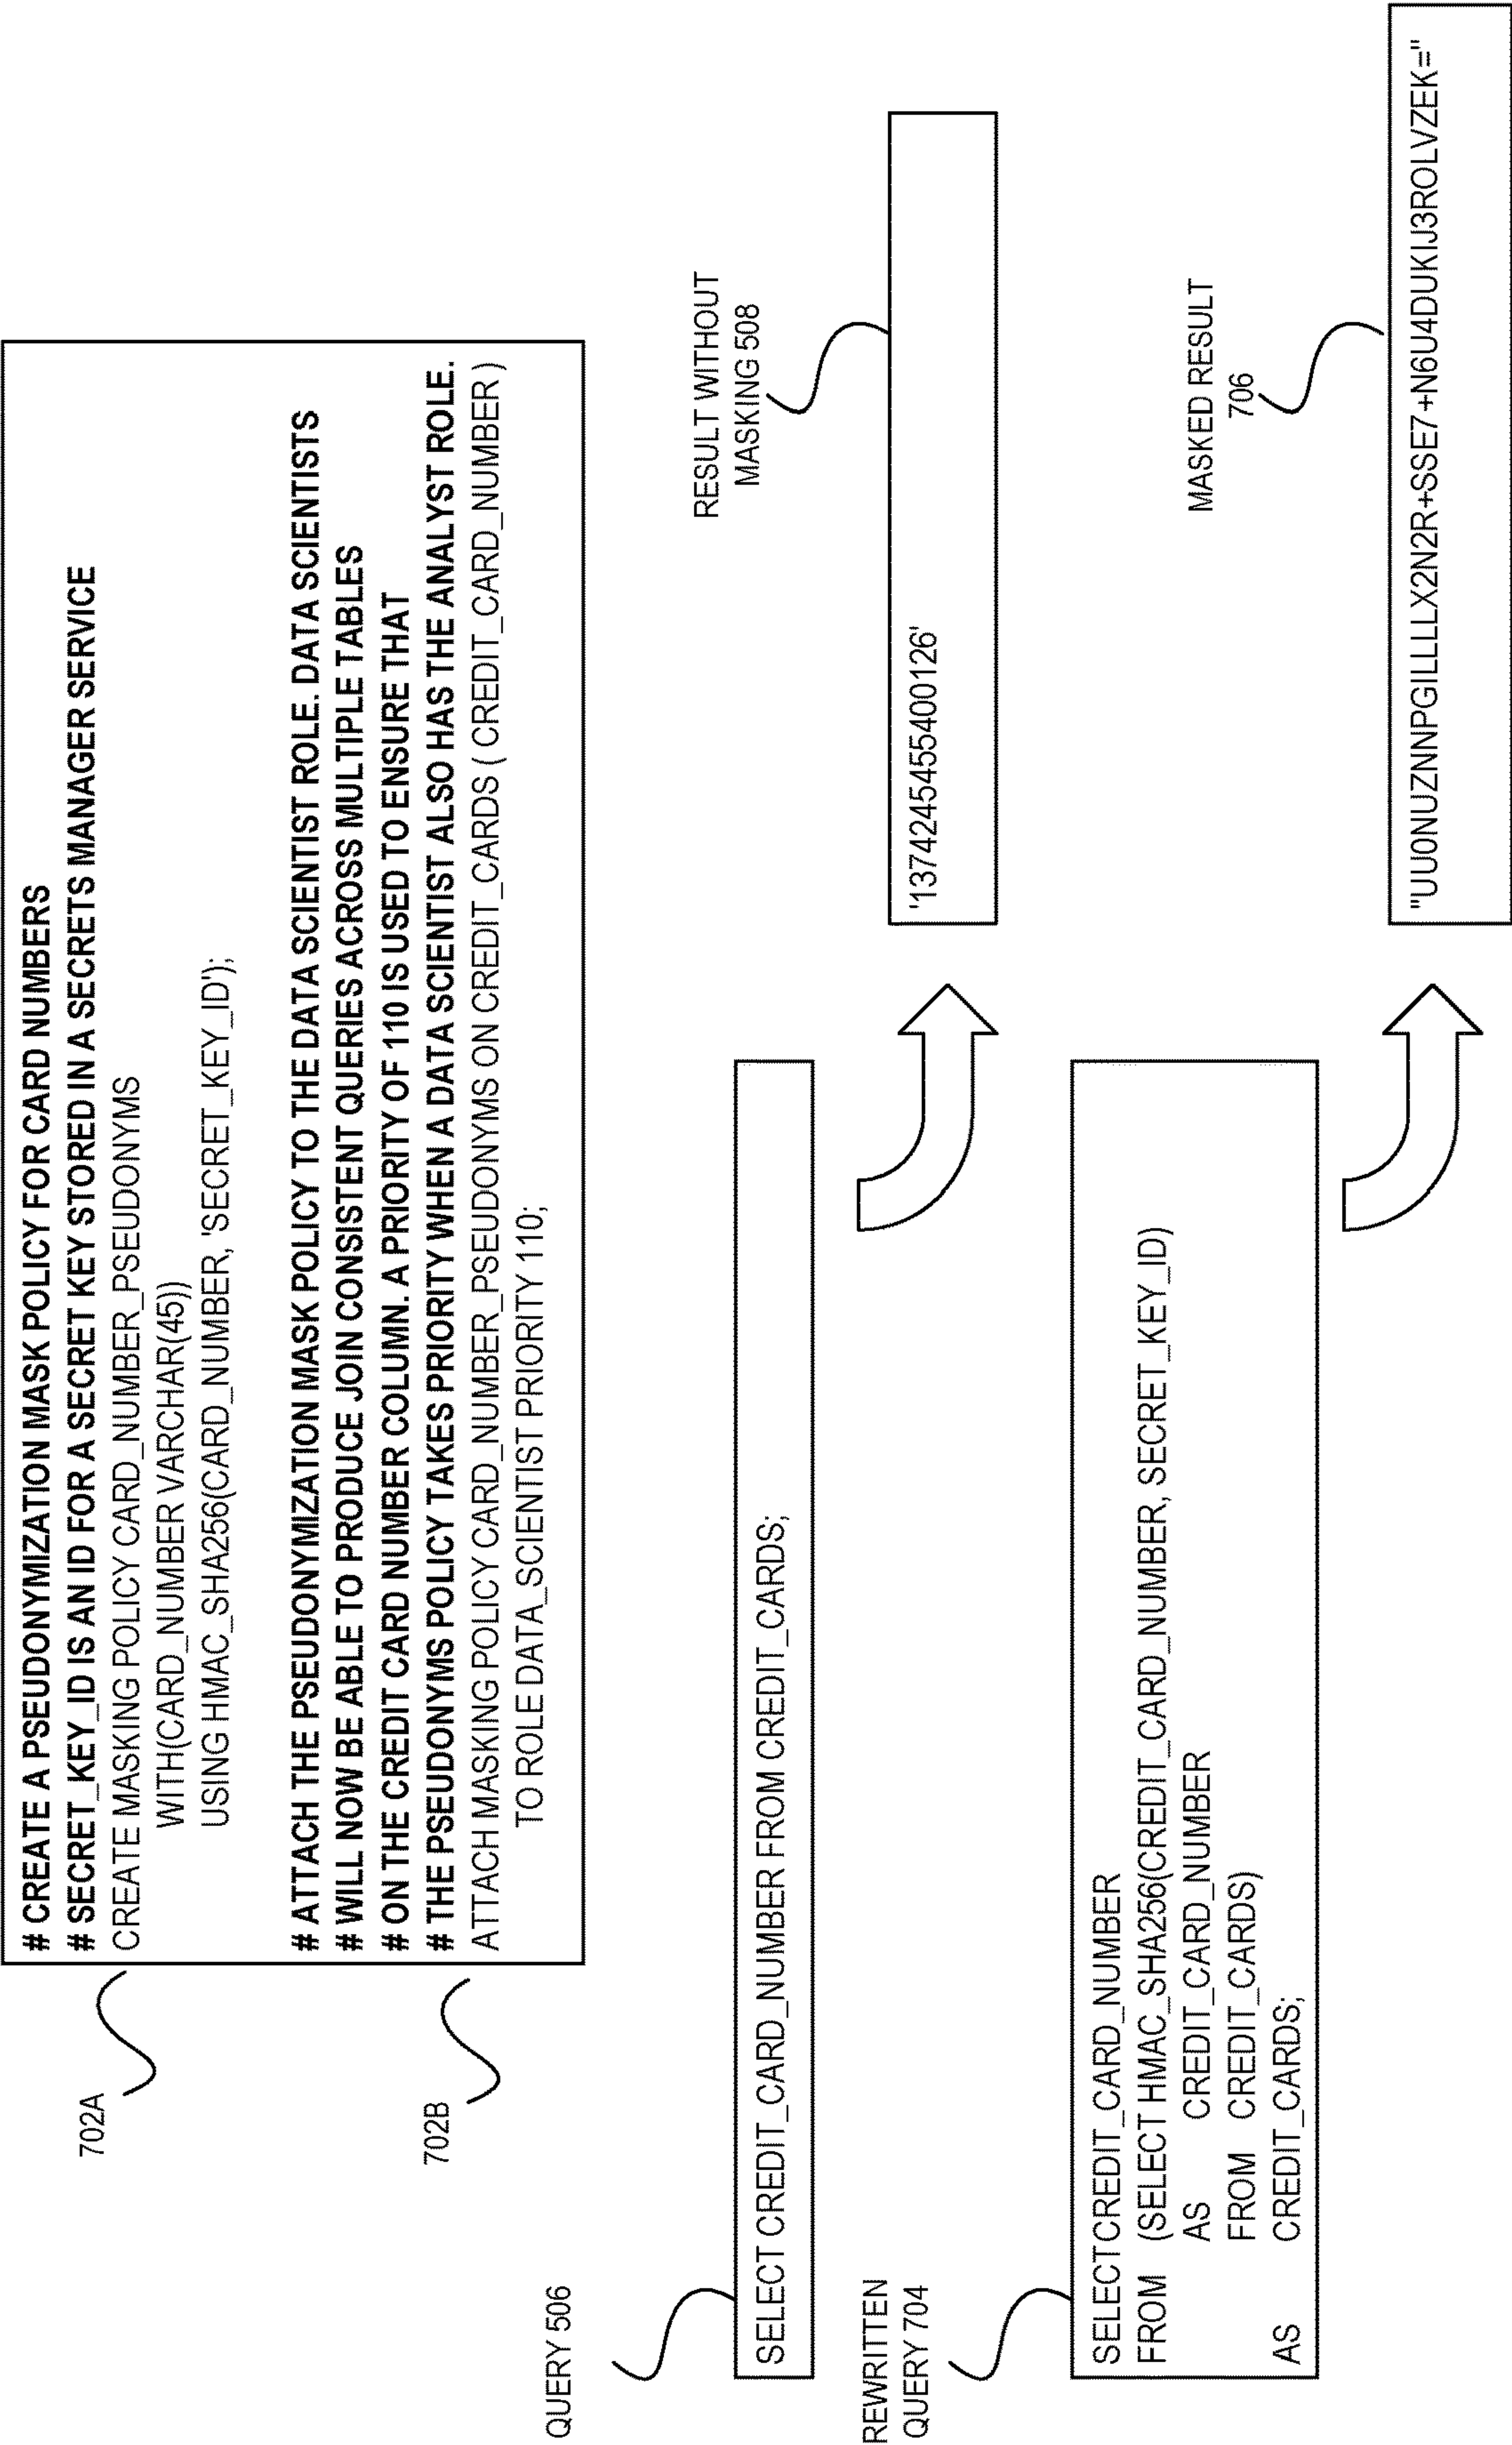 # CREATE A PSEUDONYMIZATION MASK POLICY FOR CARD NUMBERS
# SECRET_KEY_ID IS AN ID FOR A SECRET KEY STORED IN A SECRETS MANAGER SERVICE
CREATE MASKING POLICY CARD_NUMBER_PSEUDONYMS
WITH(CARD_NUMBER VARCHAR(45))
USING HMAC_SHA256(CARD_NUMBER, 'SECRET_KEY_ID');
702A
# ATTACH THE PSEUDONYMIZATION MASK POLICY TO THE DATA SCIENTIST ROLE. DATA SCIENTISTS
# WILL NOW BE ABLE TO PRODUCE JOIN CONSISTENT QUERIES ACROSS MULTIPLE TABLES
# ON THE CREDIT CARD NUMBER COLUMN. A PRIORITY OF 110 IS USED TO ENSURE THAT
# THE PSEUDONYMS POLICY TAKES PRIORITY WHEN A DATA SCIENTIST ALSO HAS THE ANALYST ROLE.
ATTACH MASKING POLICY CARD_NUMBER_PSEUDONYMS ON CREDIT_CARDS ( CREDIT_CARD_NUMBER )
TO ROLE DATA_SCIENTIST PRIORITY 110;
702B
QUERY 506
SELECT CREDIT_CARD_NUMBER FROM CREDIT_CARDS;
RESULT WITHOUT
MASKING 508
'1374245455400126'
REWRITTEN
QUERY 704
SELECTCREDIT_CARD_NUMBER
FROM (SELECT HMAC_SHA256(CREDIT_CARD_NUMBER, SECRET_KEY_ID)
AS CREDIT_CARD_NUMBER
FROM CREDIT_CARDS)
AS CREDIT_CARDS;
MASKED RESULT
706
"UU0NUZNNPGILLLLX2N2R+SSE7+N6U4DUKIJ3ROLVZEK="